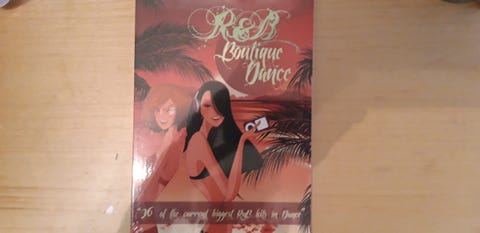 R&B
Boutique
Dance
"36 of the current biggest R&B hits in Dance"